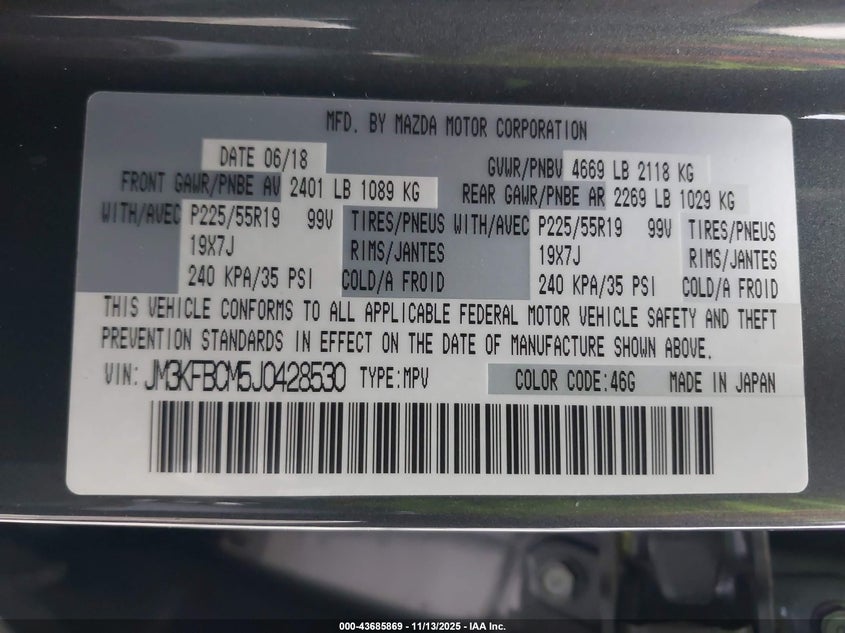 MFD. BY MAZDA MOTOR CORPORATION
DATE 06/18
GVWR/PNBV 4669 LB 2118 KG
FRONT GAWR/PNBE AV 2401 LB 1089 KG
REAR GAWR/PNBE AR 2269 LB 1029 KG
WITH/AVEC P225/55R19 99V TIRES/PNEUS WITH/AVEC P225/55R19 99V TIRES/PNEUS
19X7J RIMS/JANTES 19X7J RIMS/JANTES
240 KPA/35 PSI COLD/A FROID 240 KPA/35 PSI COLD/A FROID
THIS VEHICLE CONFORMS TO ALL APPLICABLE FEDERAL MOTOR VEHICLE SAFETY AND THEFT
PREVENTION STANDARDS IN EFFECT ON THE DATE OF MANUFACTURE SHOWN ABOVE.
VIN: JM3KFBCM5J0428530 TYPE:MPV COLOR CODE:46G MADE IN JAPAN
000-43685869 - 11/13/2025 - IAA Inc.